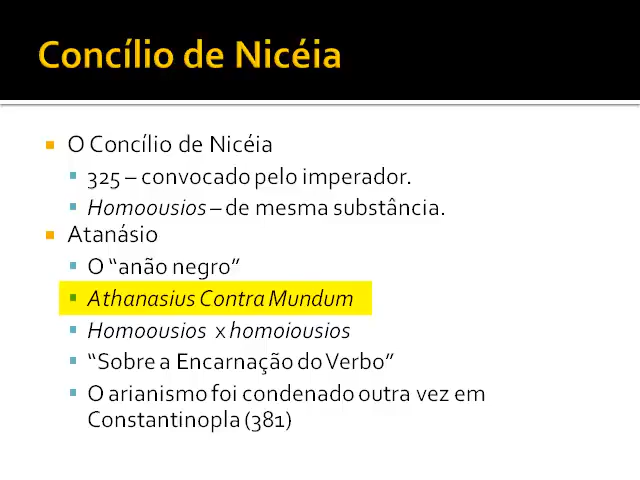 Concílio de Nicéia
O Concílio de Nicéia
325 – convocado pelo imperador.
Homoousios – de mesma substância.
Atanásio
O “anão negro”
Athanasius Contra Mundum
Homoousios x homoiousios
“Sobre a Encarnação do Verbo”
O arianismo foi condenado outra vez em
Constantinopla (381)